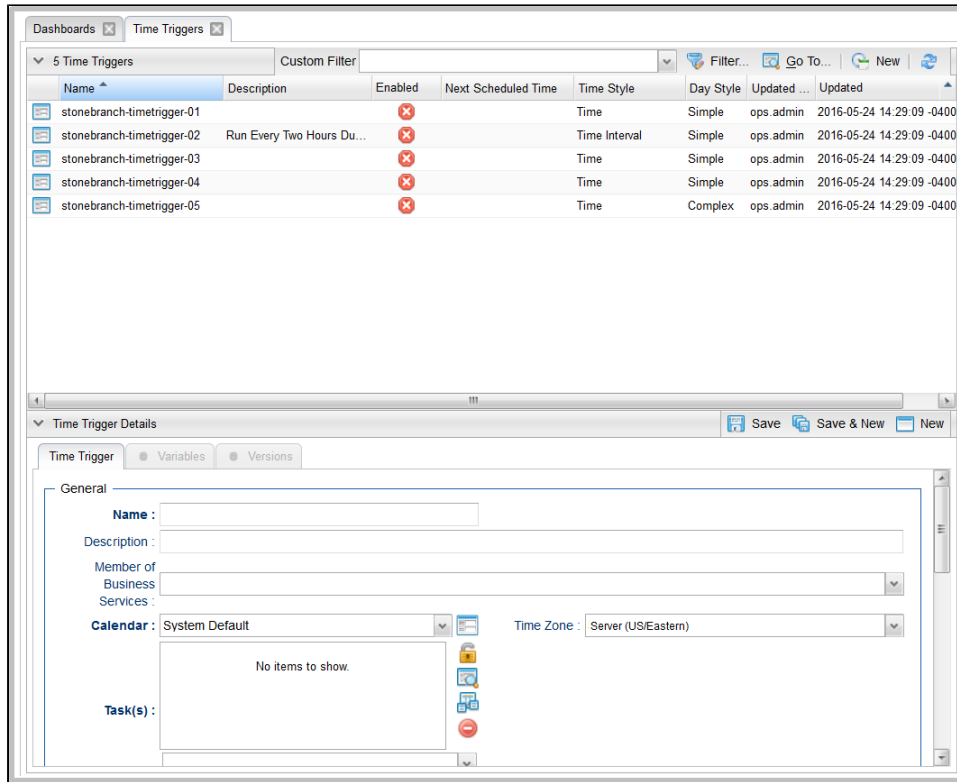 Dashboards Time Triggers
5 Time Triggers Custom Filter Filter... Go To... New
Name Description Enabled Next Scheduled Time Time Style Day Style Updated ... Updated
stonebranch-timetrigger-01 Time Simple ops.admin 2016-05-24 14:29:09 -0400
stonebranch-timetrigger-02 Run Every Two Hours Du... Time Interval Simple ops.admin 2016-05-24 14:29:09 -0400
stonebranch-timetrigger-03 Time Simple ops.admin 2016-05-24 14:29:09 -0400
stonebranch-timetrigger-04 Time Simple ops.admin 2016-05-24 14:29:09 -0400
stonebranch-timetrigger-05 Time Complex ops.admin 2016-05-24 14:29:09 -0400
Time Trigger Details Save Save & New New
Time Trigger Variables Versions
General
Name :
Description :
Member of
Business
Services :
Calendar : System Default Time Zone : Server (US/Eastern)
No items to show.
Task(s) :